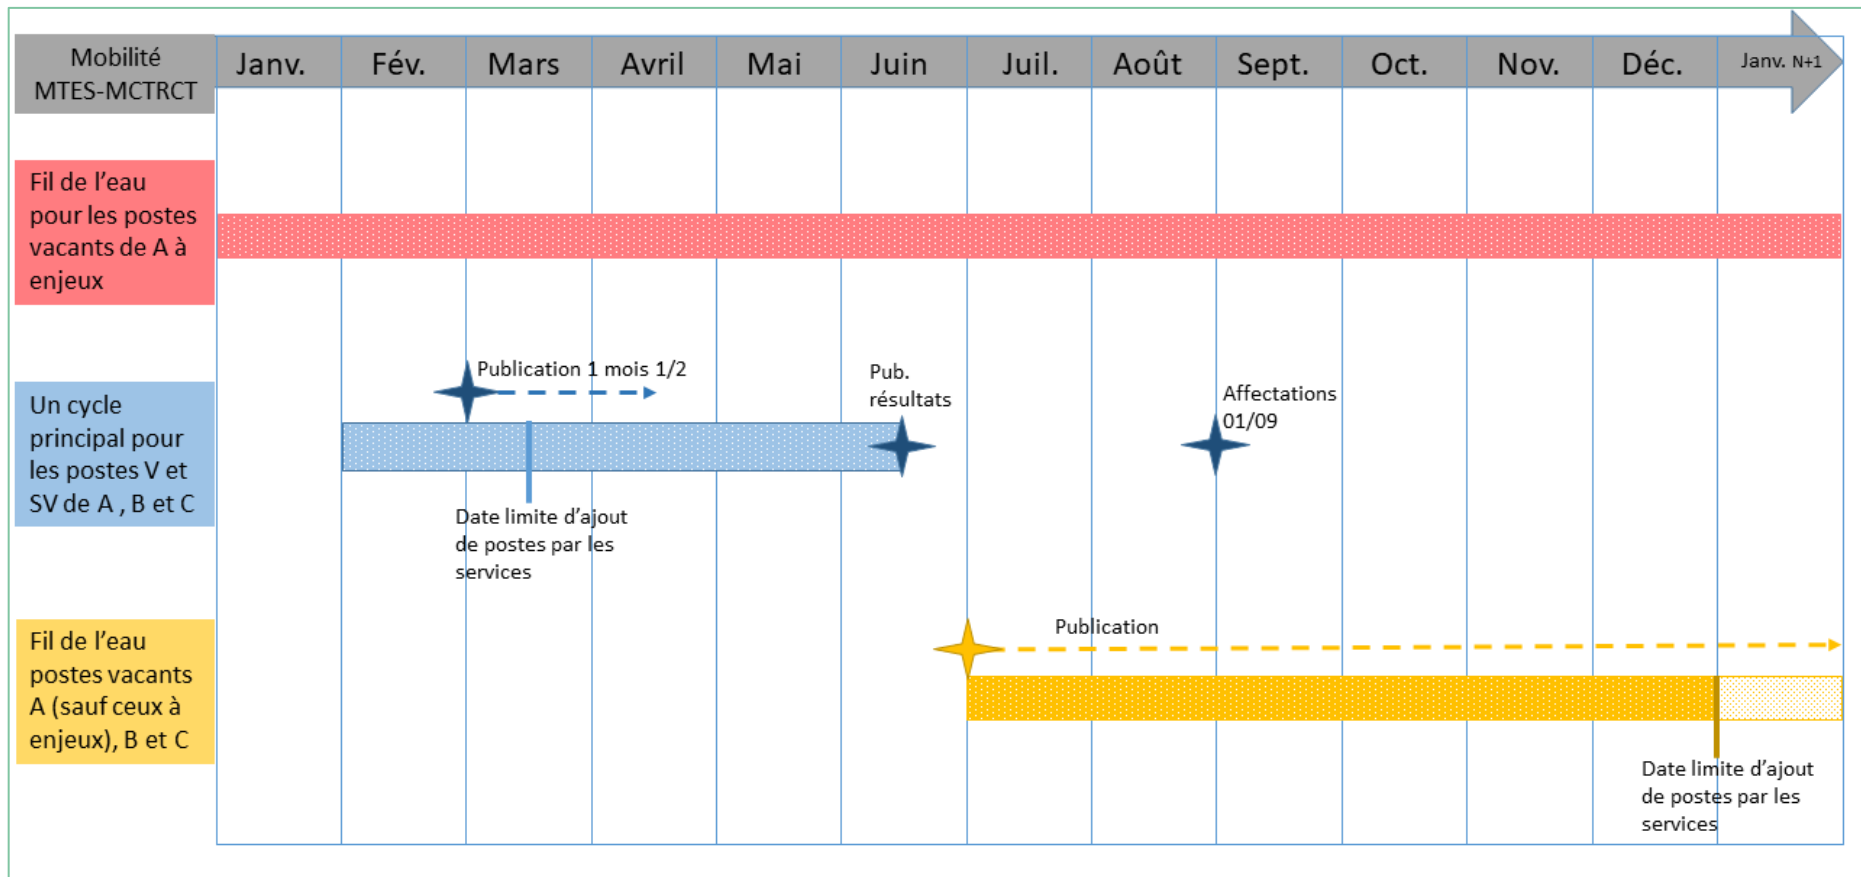 Mobilité
MTES-MCTRCT
Janv.
Fév.
Mars
Avril
Mai
Juin
Juil.
Août
Sept.
Oct.
Nov.
Déc.
Janv. N+1
Fil de l’eau
pour les postes
vacants de A à
enjeux
Un cycle
principal pour
les postes V et
SV de A , B et C
Publication 1 mois 1/2
Pub.
résultats
Affectations
01/09
Date limite d’ajout
de postes par les
services
Fil de l’eau
postes vacants
A (sauf ceux à
enjeux), B et C
Publication
Date limite d’ajout
de postes par les
services